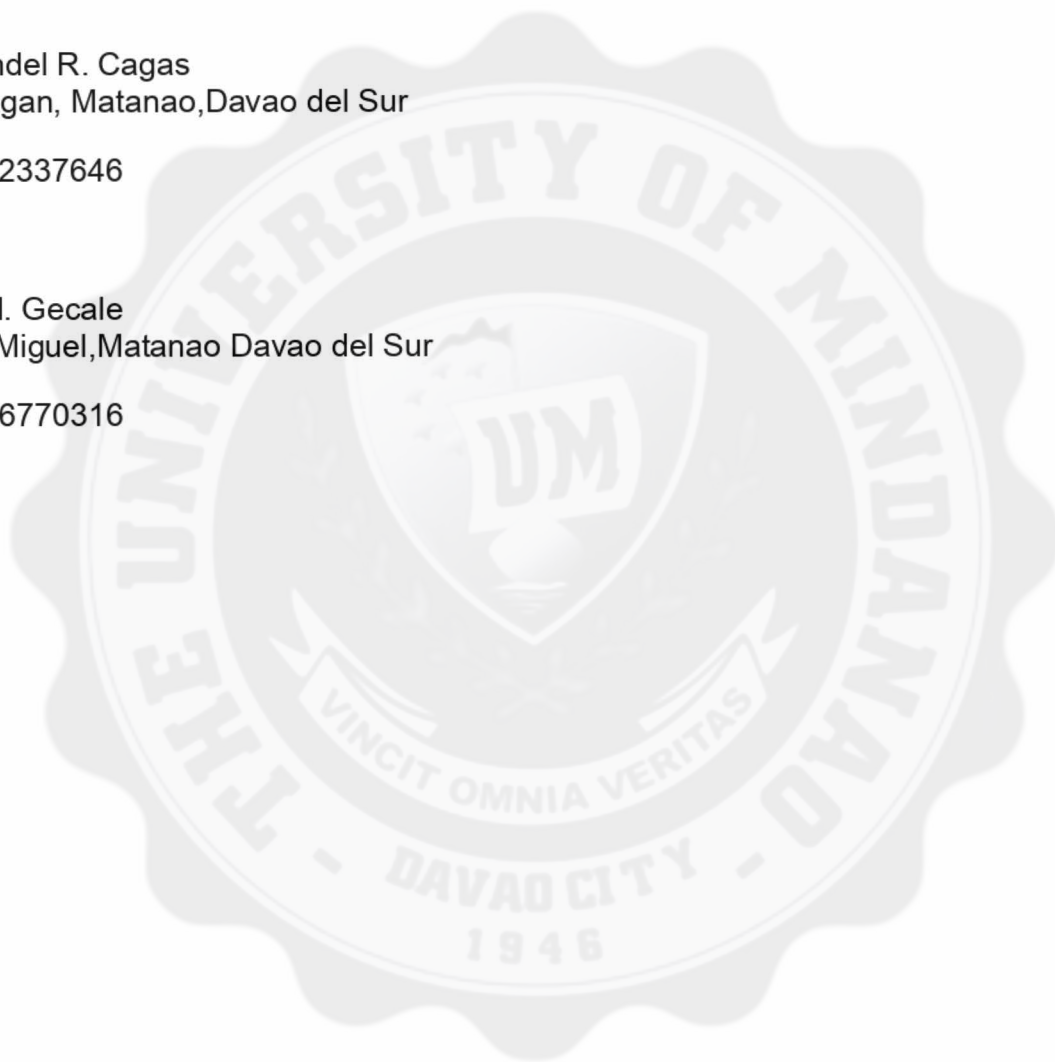 ndel R. Cagas
gan, Matanao,Davao del Sur
2337646
l. Gecale
Miguel,Matanao Davao del Sur
6770316
THE UNIVERSITY OF MINDANAO
UM
VINCIT OMNIA VERITAS
- DAVAO CITY -
1946